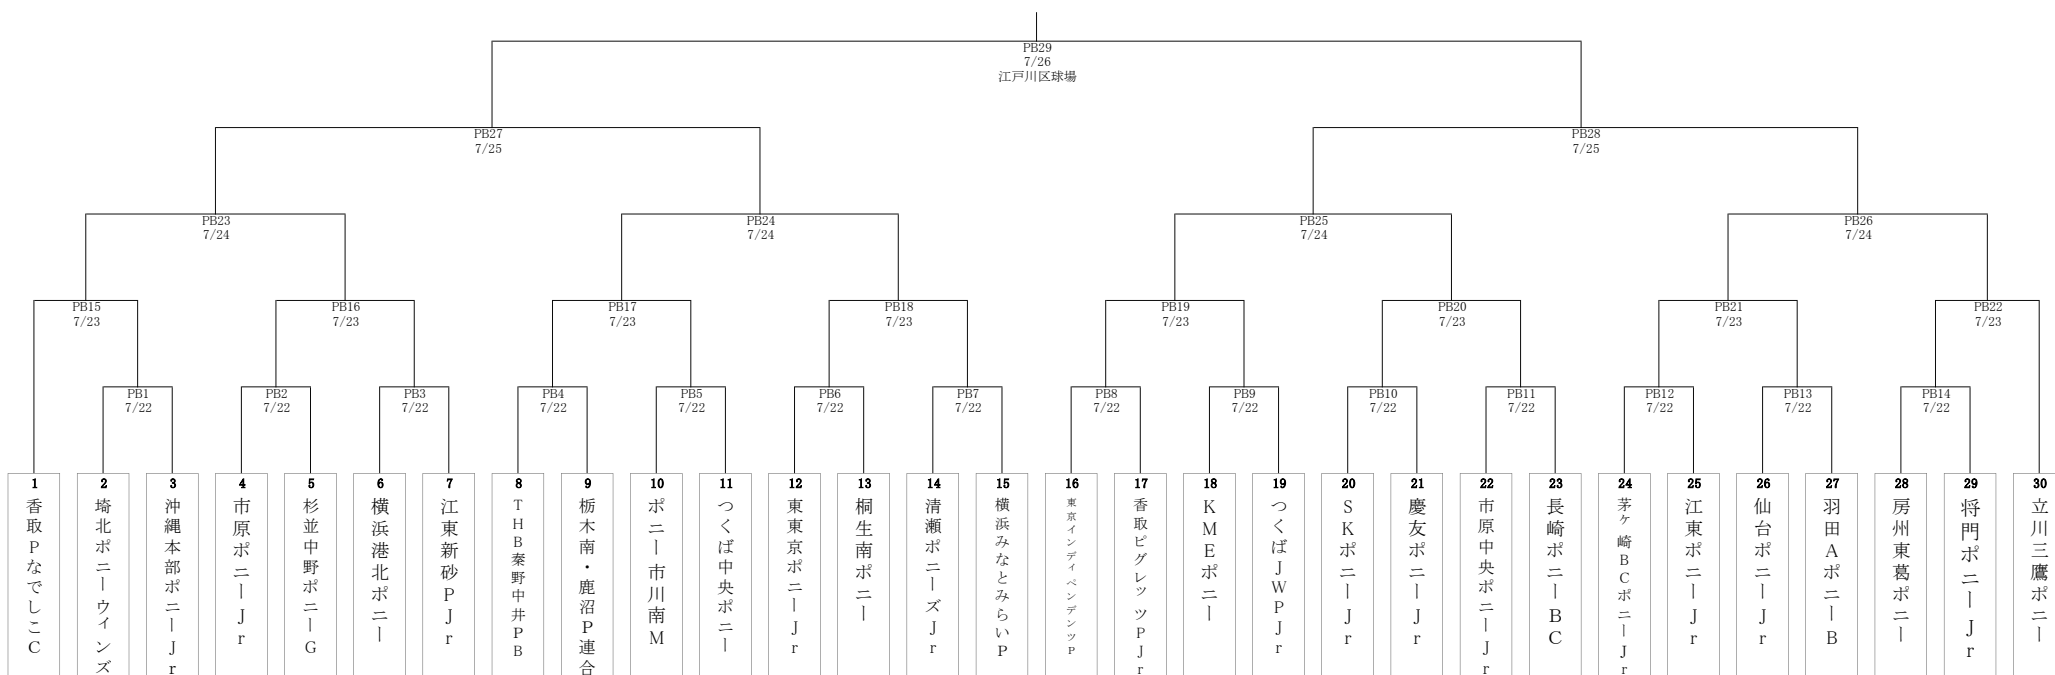 PB29
7/26
江戸川区球場
PB27
7/25
PB28
7/25
PB23
7/24
PB24
7/24
PB25
7/24
PB26
7/24
PB15
7/23
PB16
7/23
PB17
7/23
PB18
7/23
PB19
7/23
PB20
7/23
PB21
7/23
PB22
7/23
PB1
7/22
PB2
7/22
PB3
7/22
PB4
7/22
PB5
7/22
PB6
7/22
PB7
7/22
PB8
7/22
PB9
7/22
PB10
7/22
PB11
7/22
PB12
7/22
PB13
7/22
PB14
7/22
1
香取PなでしこC
2
埼北ポニーウインズ
3
沖縄本部ポニーJr
4
市原ポニーJr
5
杉並中野ポニーG
6
横浜港北ポニー
7
江東新砂PJr
8
THB秦野中井PB
9
栃木南・鹿沼P連合
10
ポニー市川南M
11
つくば中央ポニー
12
東東京ポニーJr
13
桐生南ポニー
14
清瀬ポニーズJr
15
横浜みなとみらいP
16
東京インディペンデンツP
17
香取ピグレッツPJr
18
KMEポニー
19
つくばJWPJr
20
SKポニーJr
21
慶友ポニーJr
22
市原中央ポニーJr
23
長崎ポニーBC
24
茅ケ崎BCポニーJr
25
江東ポニーJr
26
仙台ポニーJr
27
羽田AポニーB
28
房州東葛ポニー
29
将門ポニーJr
30
立川三鷹ポニー